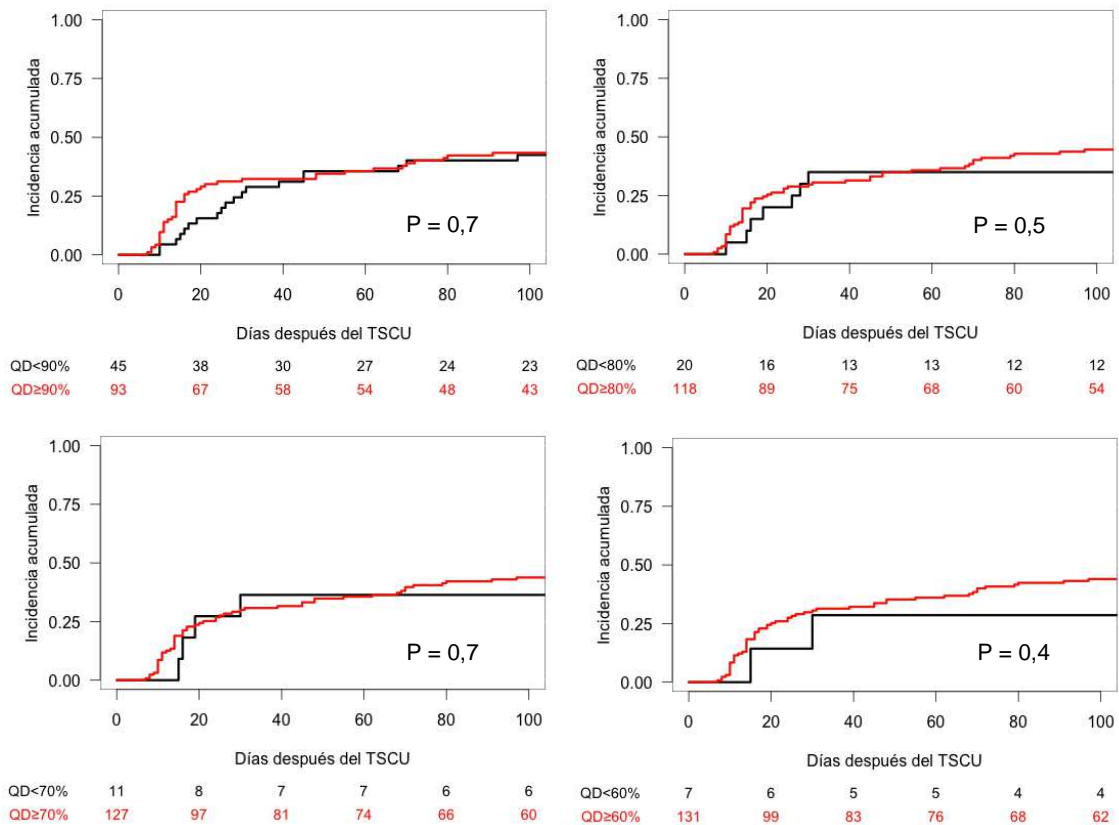 1.00
0.75
0.50
0.25
0.00
Incidencia acumulada
P = 0,7
0 20 40 60 80 100
Días después del TSCU
QD<90% 45 38 30 27 24 23
QD≥90% 93 67 58 54 48 43
1.00
0.75
0.50
0.25
0.00
Incidencia acumulada
P = 0,5
0 20 40 60 80 100
Días después del TSCU
QD<80% 20 16 13 13 12 12
QD≥80% 118 89 75 68 60 54
1.00
0.75
0.50
0.25
0.00
Incidencia acumulada
P = 0,7
0 20 40 60 80 100
Días después del TSCU
QD<70% 11 8 7 7 6 6
QD≥70% 127 97 81 74 66 60
1.00
0.75
0.50
0.25
0.00
Incidencia acumulada
P = 0,4
0 20 40 60 80 100
Días después del TSCU
QD<60% 7 6 5 5 4 4
QD≥60% 131 99 83 76 68 62